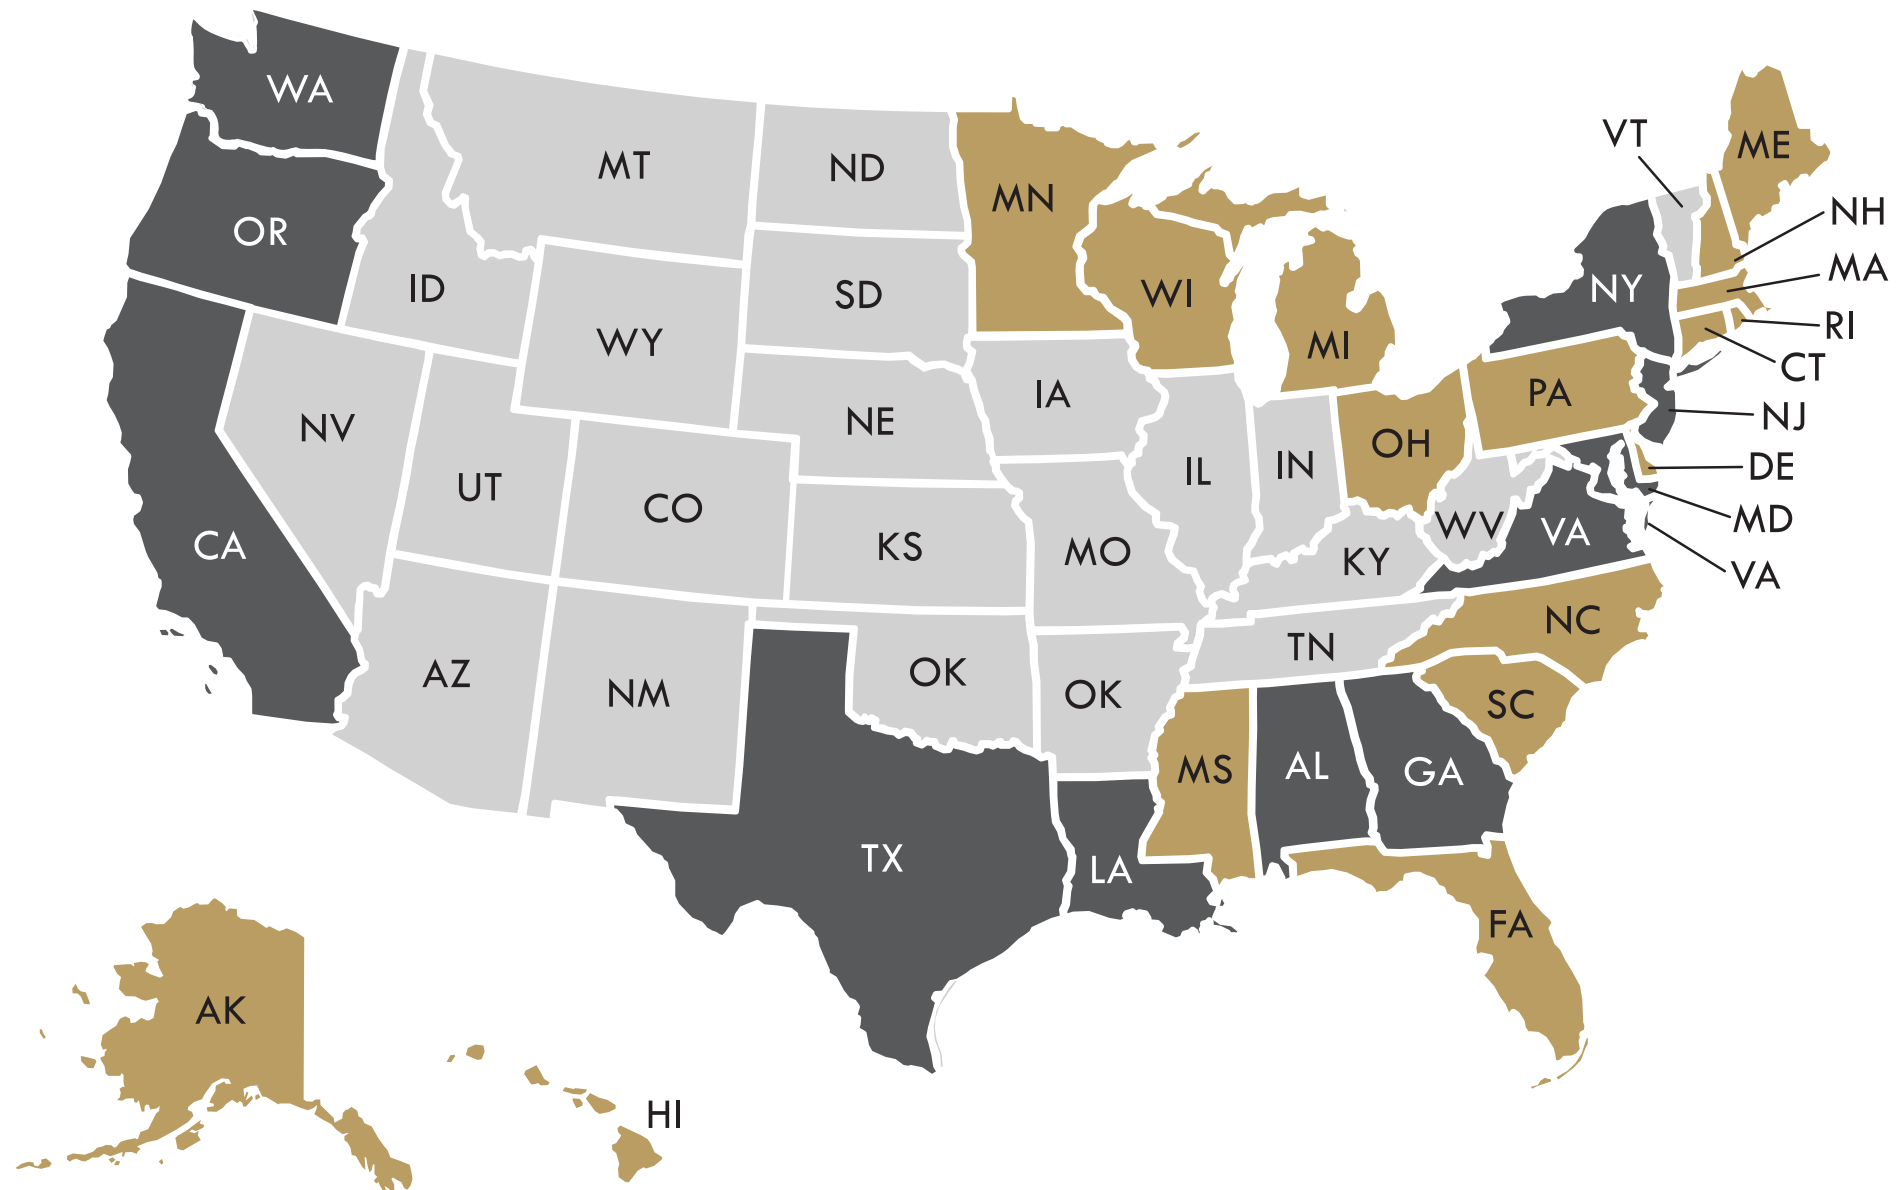 WA
MT
ND
MN
VT
ME
OR
ID
WY
SD
WI
MI
NY
NH
MA
RI
CT
NV
UT
CO
NE
IA
IL
IN
OH
PA
NJ
DE
MD
VA
CA
KS
MO
KY
WV
VA
AZ
NM
OK
OK
TN
NC
SC
TX
LA
MS
AL
GA
FA
AK
HI